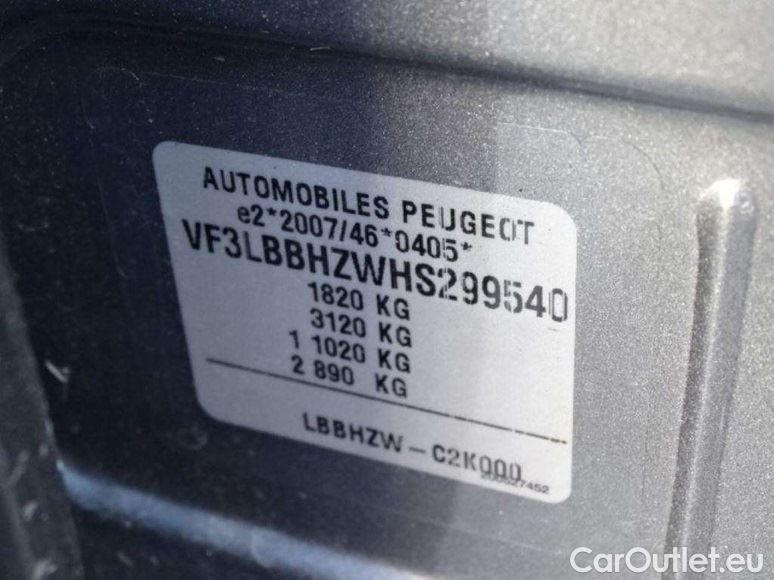 AUTOMOBILES PEUGEOT
e2*2007/46*0405*
VF3LBBHZWHS299540
1820 KG
3120 KG
1 1020 KG
2 890 KG
LBBHZW-C2K000
200527452
CarOutlet.eu